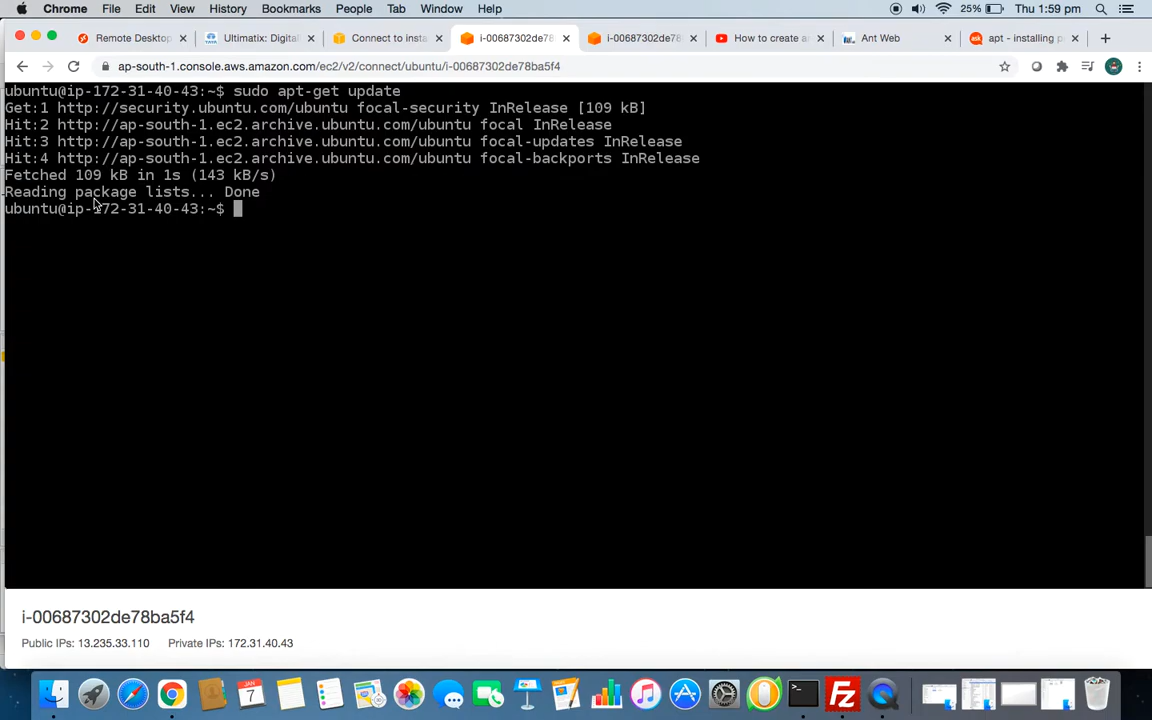 Chrome File Edit View History Bookmarks People Tab Window Help 25% Thu 1:59 pm
Remote Desktop Ultimatix: Digita Connect to insta i-00687302de78 i-00687302de78 How to create a Ant Web apt - installing p
ap-south-1.console.aws.amazon.com/ec2/v2/connect/ubuntu/i-00687302de78ba5f4
ubuntu@ip-172-31-40-43:~$ sudo apt-get update
Get:1 http://security.ubuntu.com/ubuntu focal-security InRelease [109 kB]
Hit:2 http://ap-south-1.ec2.archive.ubuntu.com/ubuntu focal InRelease
Hit:3 http://ap-south-1.ec2.archive.ubuntu.com/ubuntu focal-updates InRelease
Hit:4 http://ap-south-1.ec2.archive.ubuntu.com/ubuntu focal-backports InRelease
Fetched 109 kB in 1s (143 kB/s)
Reading package lists... Done
ubuntu@ip-172-31-40-43:~$
i-00687302de78ba5f4
Public IPs: 13.235.33.110 Private IPs: 172.31.40.43